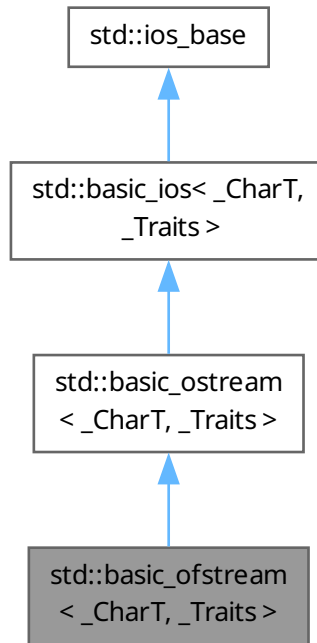 std::ios_base
std::basic_ios< _CharT,
_Traits >
std::basic_ostream
< _CharT, _Traits >
std::basic_ofstream
< _CharT, _Traits >